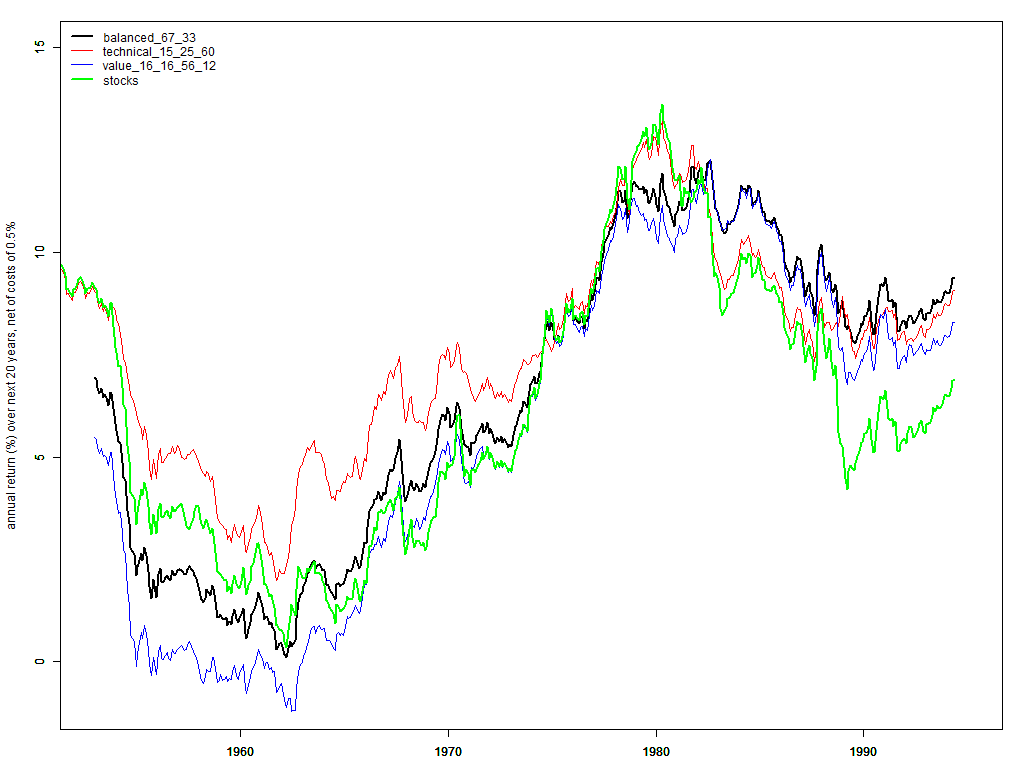 balanced_67_33
technical_15_25_60
value_16_16_56_12
stocks
annual return (%) over next 20 years, net of costs of 0.5%
15
10
5
0
1960 1970 1980 1990